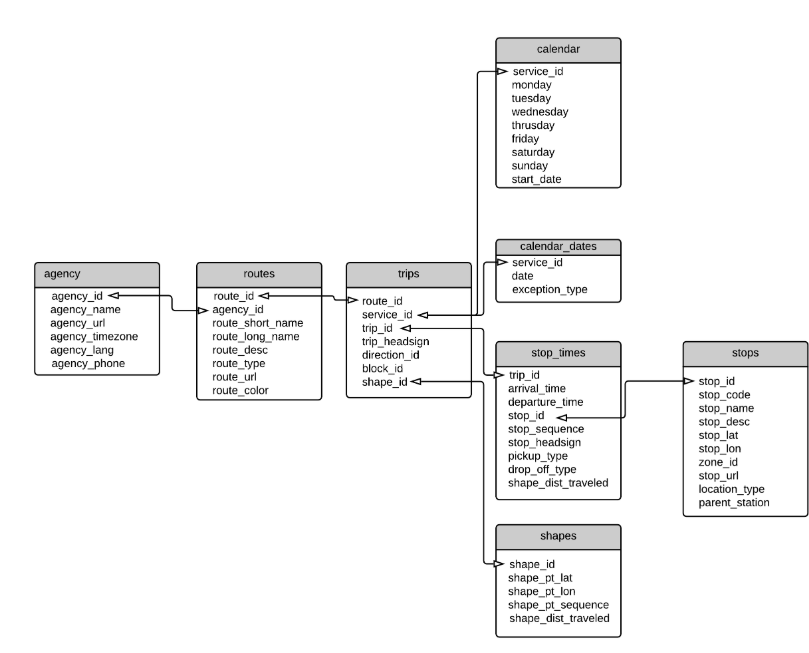 calendar
service_id
monday
tuesday
wednesday
thrusday
friday
saturday
sunday
start_date
calendar_dates
service_id
date
exception_type
agency
agency_id
agency_name
agency_url
agency_timezone
agency_lang
agency_phone
routes
route_id
agency_id
route_short_name
route_long_name
route_desc
route_type
route_url
route_color
trips
route_id
service_id
trip_id
trip_headsign
direction_id
block_id
shape_id
stop_times
trip_id
arrival_time
departure_time
stop_id
stop_sequence
stop_headsign
pickup_type
drop_off_type
shape_dist_traveled
stops
stop_id
stop_code
stop_name
stop_desc
stop_lat
stop_lon
zone_id
stop_url
location_type
parent_station
shapes
shape_id
shape_pt_lat
shape_pt_lon
shape_pt_sequence
shape_dist_traveled